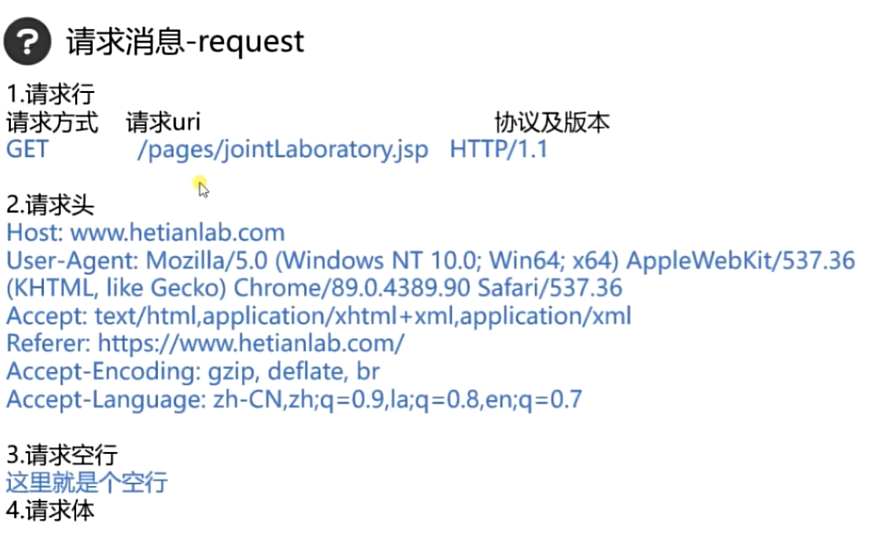 ? 请求消息-request
1.请求行
请求方式 请求uri 协议及版本
GET /pages/jointLaboratory.jsp HTTP/1.1
2.请求头
Host: www.hetianlab.com
User-Agent: Mozilla/5.0 (Windows NT 10.0; Win64; x64) AppleWebKit/537.36
(KHTML, like Gecko) Chrome/89.0.4389.90 Safari/537.36
Accept: text/html,application/xhtml+xml,application/xml
Referer: https://www.hetianlab.com/
Accept-Encoding: gzip, deflate, br
Accept-Language: zh-CN,zh;q=0.9,la;q=0.8,en;q=0.7
3.请求空行
这里就是个空行
4.请求体